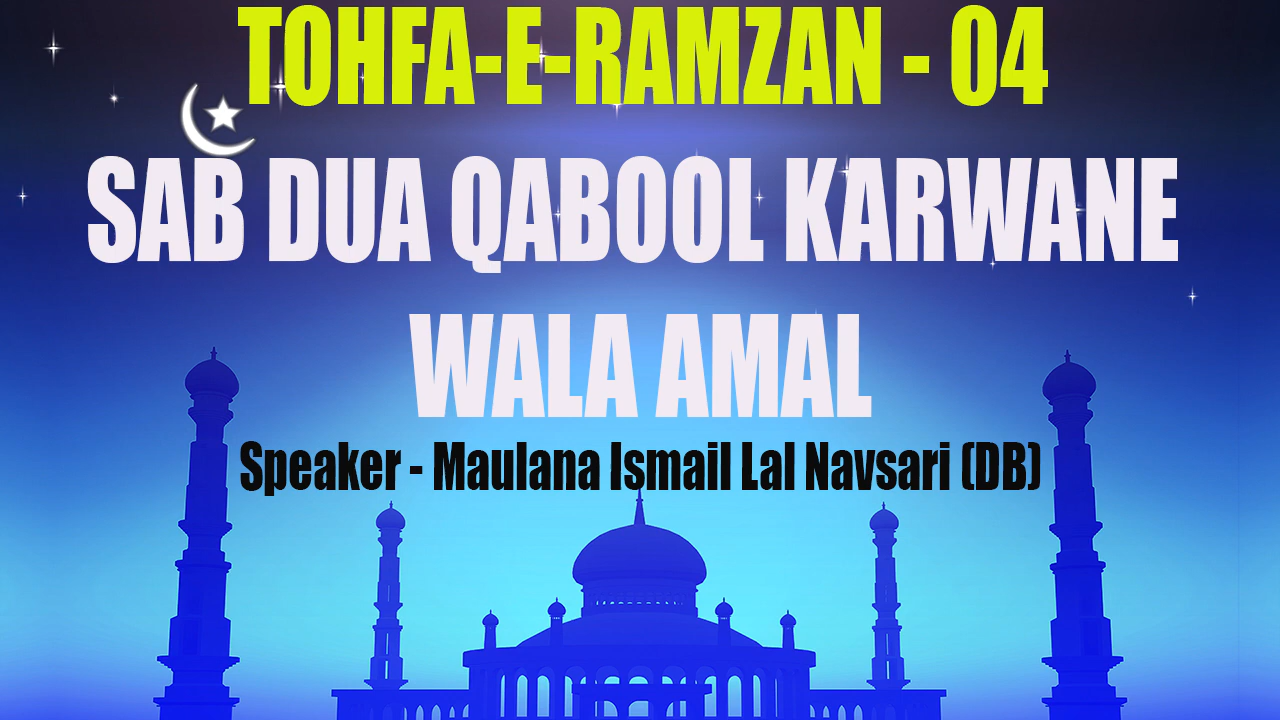 TOHFA-E-RAMZAN - 04
SAB DUA QABOOL KARWANE
WALA AMAL
Speaker - Maulana Ismail Lal Navsari (DB)